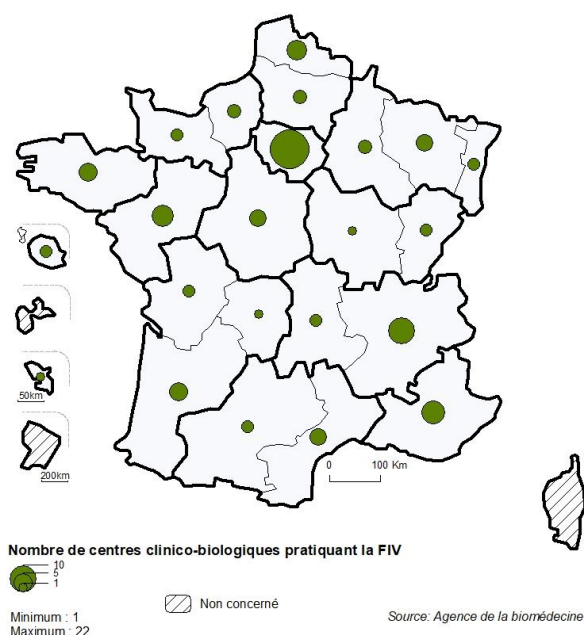 50km
200km
0 100 Km
Nombre de centres clinico-biologiques pratiquant la FIV
10
5
1
Non concerné
Minimum : 1
Maximum : 22
Source: Agence de la biomédecine